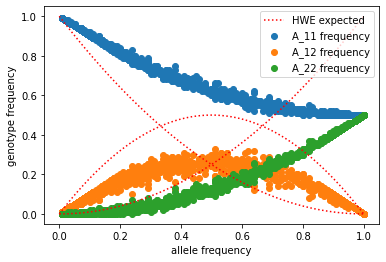 1.0
0.8
0.6
0.4
0.2
0.0
genotype frequency
HWE expected
A_11 frequency
A_12 frequency
A_22 frequency
0.0 0.2 0.4 0.6 0.8 1.0
allele frequency